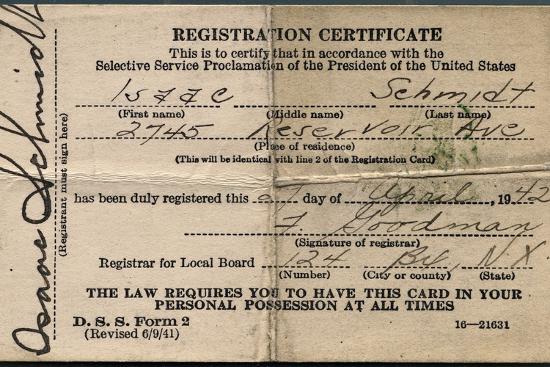 REGISTRATION CERTIFICATE
This is to certify that in accordance with the
Selective Service Proclamation of the President of the United States
Isaac Schmidt
(First name) (Middle name) (Last name)
2745 Reservoir Ave
(Place of residence)
(This will be identical with line 2 of the Registration Card)
has been duly registered this day of April, 1942
F. Goodman
(Signature of registrar)
Registrar for Local Board 124 Bx, N.Y.
(Number) (City or county) (State)
THE LAW REQUIRES YOU TO HAVE THIS CARD IN YOUR
PERSONAL POSSESSION AT ALL TIMES
D. S. S. Form 2
(Revised 6/9/41)
16—21631
Isaac Schmidt
(Registrant must sign here)